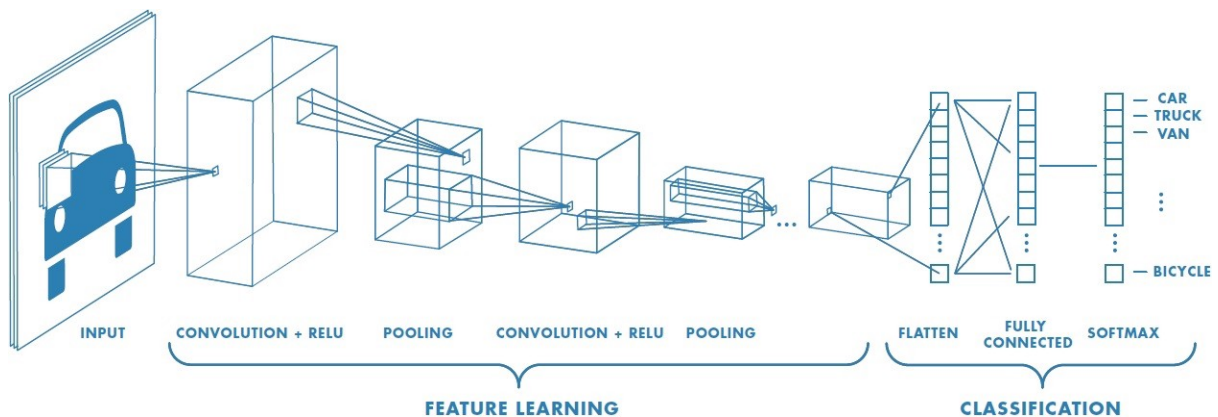 CAR
TRUCK
VAN
BICYCLE
INPUT
CONVOLUTION + RELU
POOLING
CONVOLUTION + RELU
POOLING
FLATTEN
FULLY
CONNECTED
SOFTMAX
FEATURE LEARNING
CLASSIFICATION